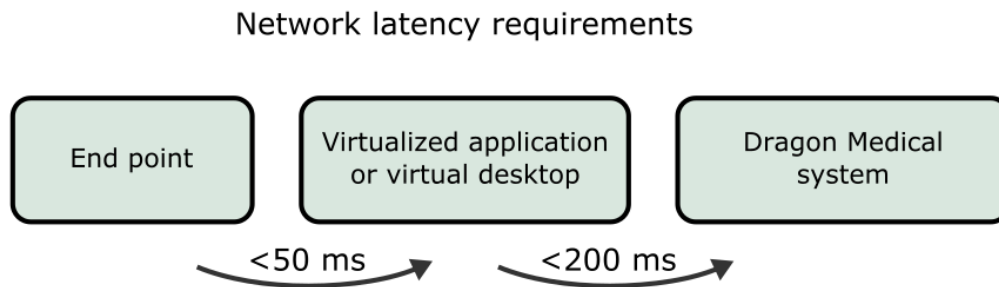 Network latency requirements
End point
Virtualized application
or virtual desktop
Dragon Medical
system
<50 ms
<200 ms